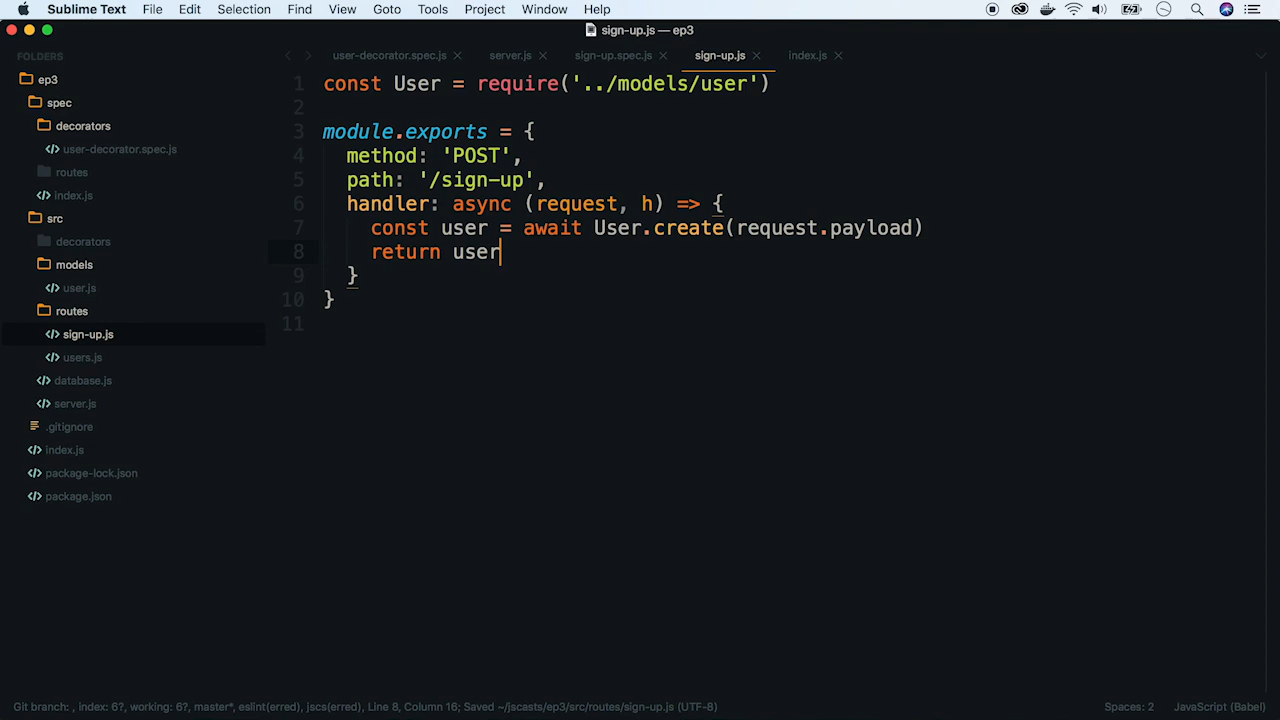 Sublime Text File Edit Selection Find View Goto Tools Project Window Help
sign-up.js — ep3
FOLDERS
ep3
spec
decorators
user-decorator.spec.js
routes
index.js
src
decorators
models
user.js
routes
sign-up.js
users.js
database.js
server.js
.gitignore
index.js
package-lock.json
package.json
user-decorator.spec.js server.js sign-up.spec.js sign-up.js index.js
1 const User = require('../models/user')
2
3 module.exports = {
4 method: 'POST',
5 path: '/sign-up',
6 handler: async (request, h) => {
7 const user = await User.create(request.payload)
8 return user
9 }
10 }
11
Git branch: , index: 6?, working: 6?, master*, eslint(erred), jscs(erred), Line 8, Column 16; Saved ~/jscasts/ep3/src/routes/sign-up.js (UTF-8) Spaces: 2 JavaScript (Babel)